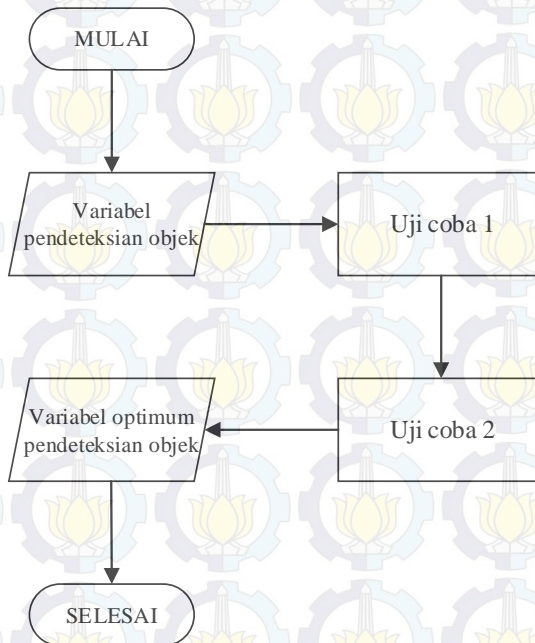 MULAI
Variabel
pendeteksian objek
Uji coba 1
Uji coba 2
Variabel optimum
pendeteksian objek
SELESAI